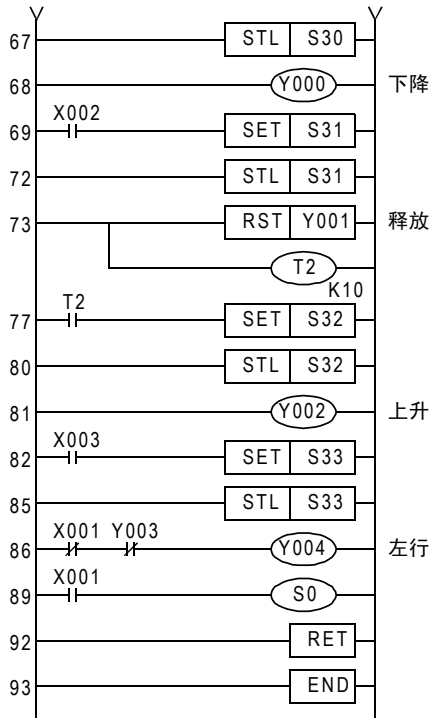 67 STL S30
68 Y000 下降
X002
69 SET S31
72 STL S31
73 RST Y001 释放
T2
K10
T2
77 SET S32
80 STL S32
81 Y002 上升
X003
82 SET S33
85 STL S33
X001 Y003
86 Y004 左行
X001
89 S0
92 RET
93 END